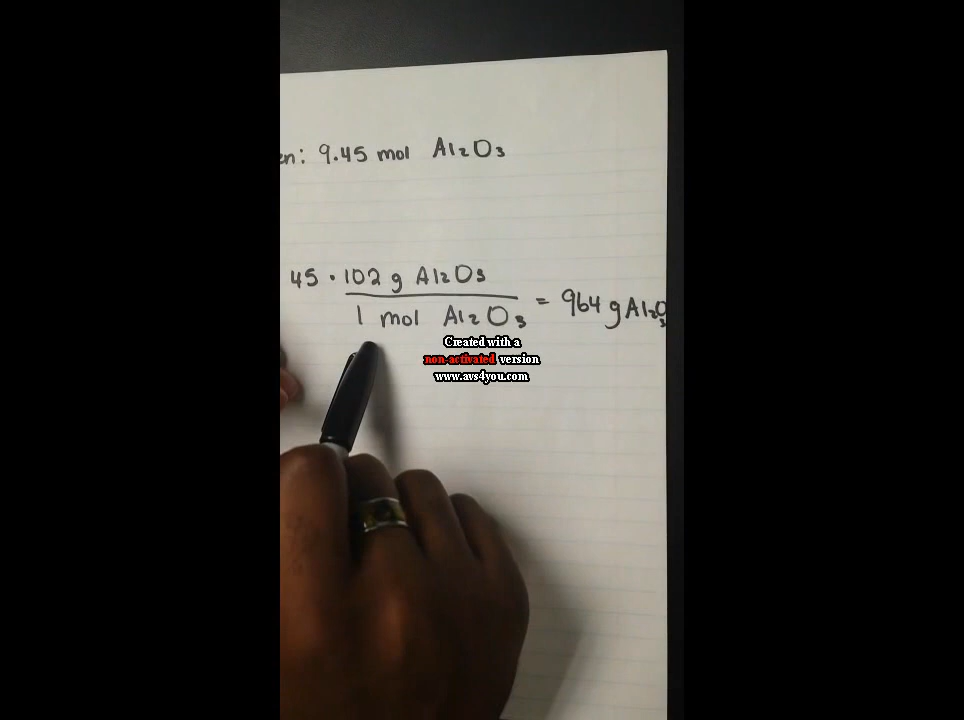 en: 9.45 mol Al₂O₃
45 · 102 g Al₂O₃
1 mol Al₂O₃ = 964 g Al₂O₃
Created with a
non-activated version
www.avs4you.com